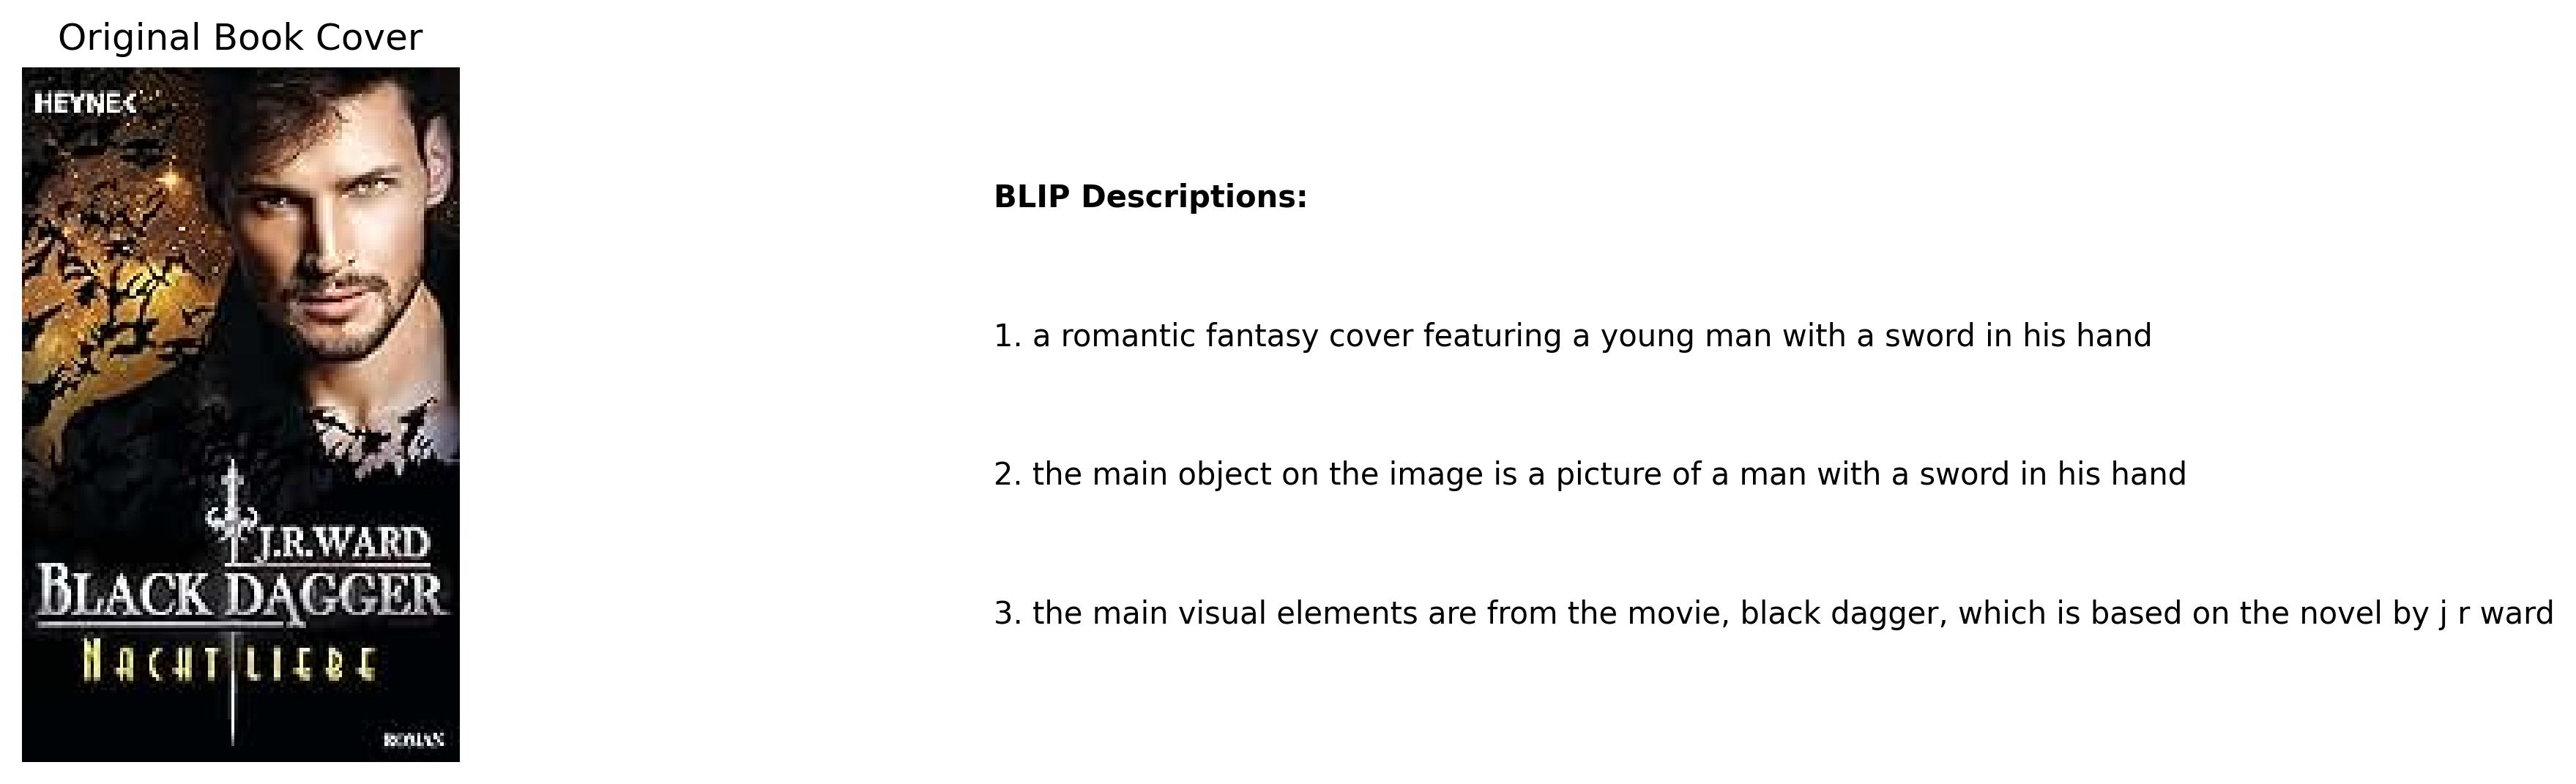 Original Book Cover
HEYNE<
J.R.WARD
BLACK DAGGER
NACHTLIEBE
ROMAN
BLIP Descriptions:
1. a romantic fantasy cover featuring a young man with a sword in his hand
2. the main object on the image is a picture of a man with a sword in his hand
3. the main visual elements are from the movie, black dagger, which is based on the novel by j r ward